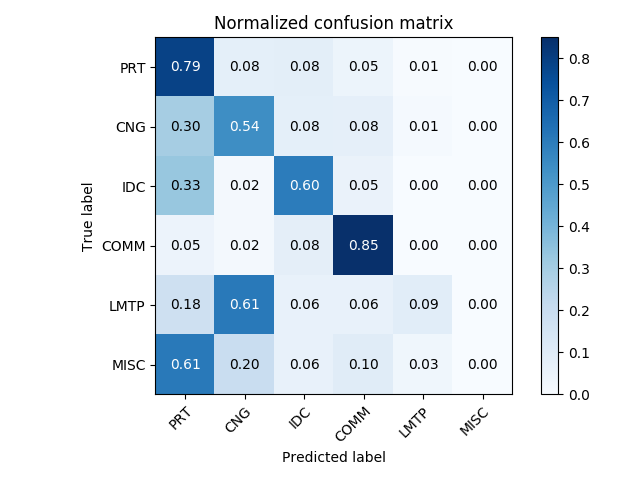 Normalized confusion matrix
True label
PRT 0.79 0.08 0.08 0.05 0.01 0.00
CNG 0.30 0.54 0.08 0.08 0.01 0.00
IDC 0.33 0.02 0.60 0.05 0.00 0.00
COMM 0.05 0.02 0.08 0.85 0.00 0.00
LMTP 0.18 0.61 0.06 0.06 0.09 0.00
MISC 0.61 0.20 0.06 0.10 0.03 0.00
PRT CNG IDC COMM LMTP MISC
Predicted label
0.8
0.7
0.6
0.5
0.4
0.3
0.2
0.1
0.0